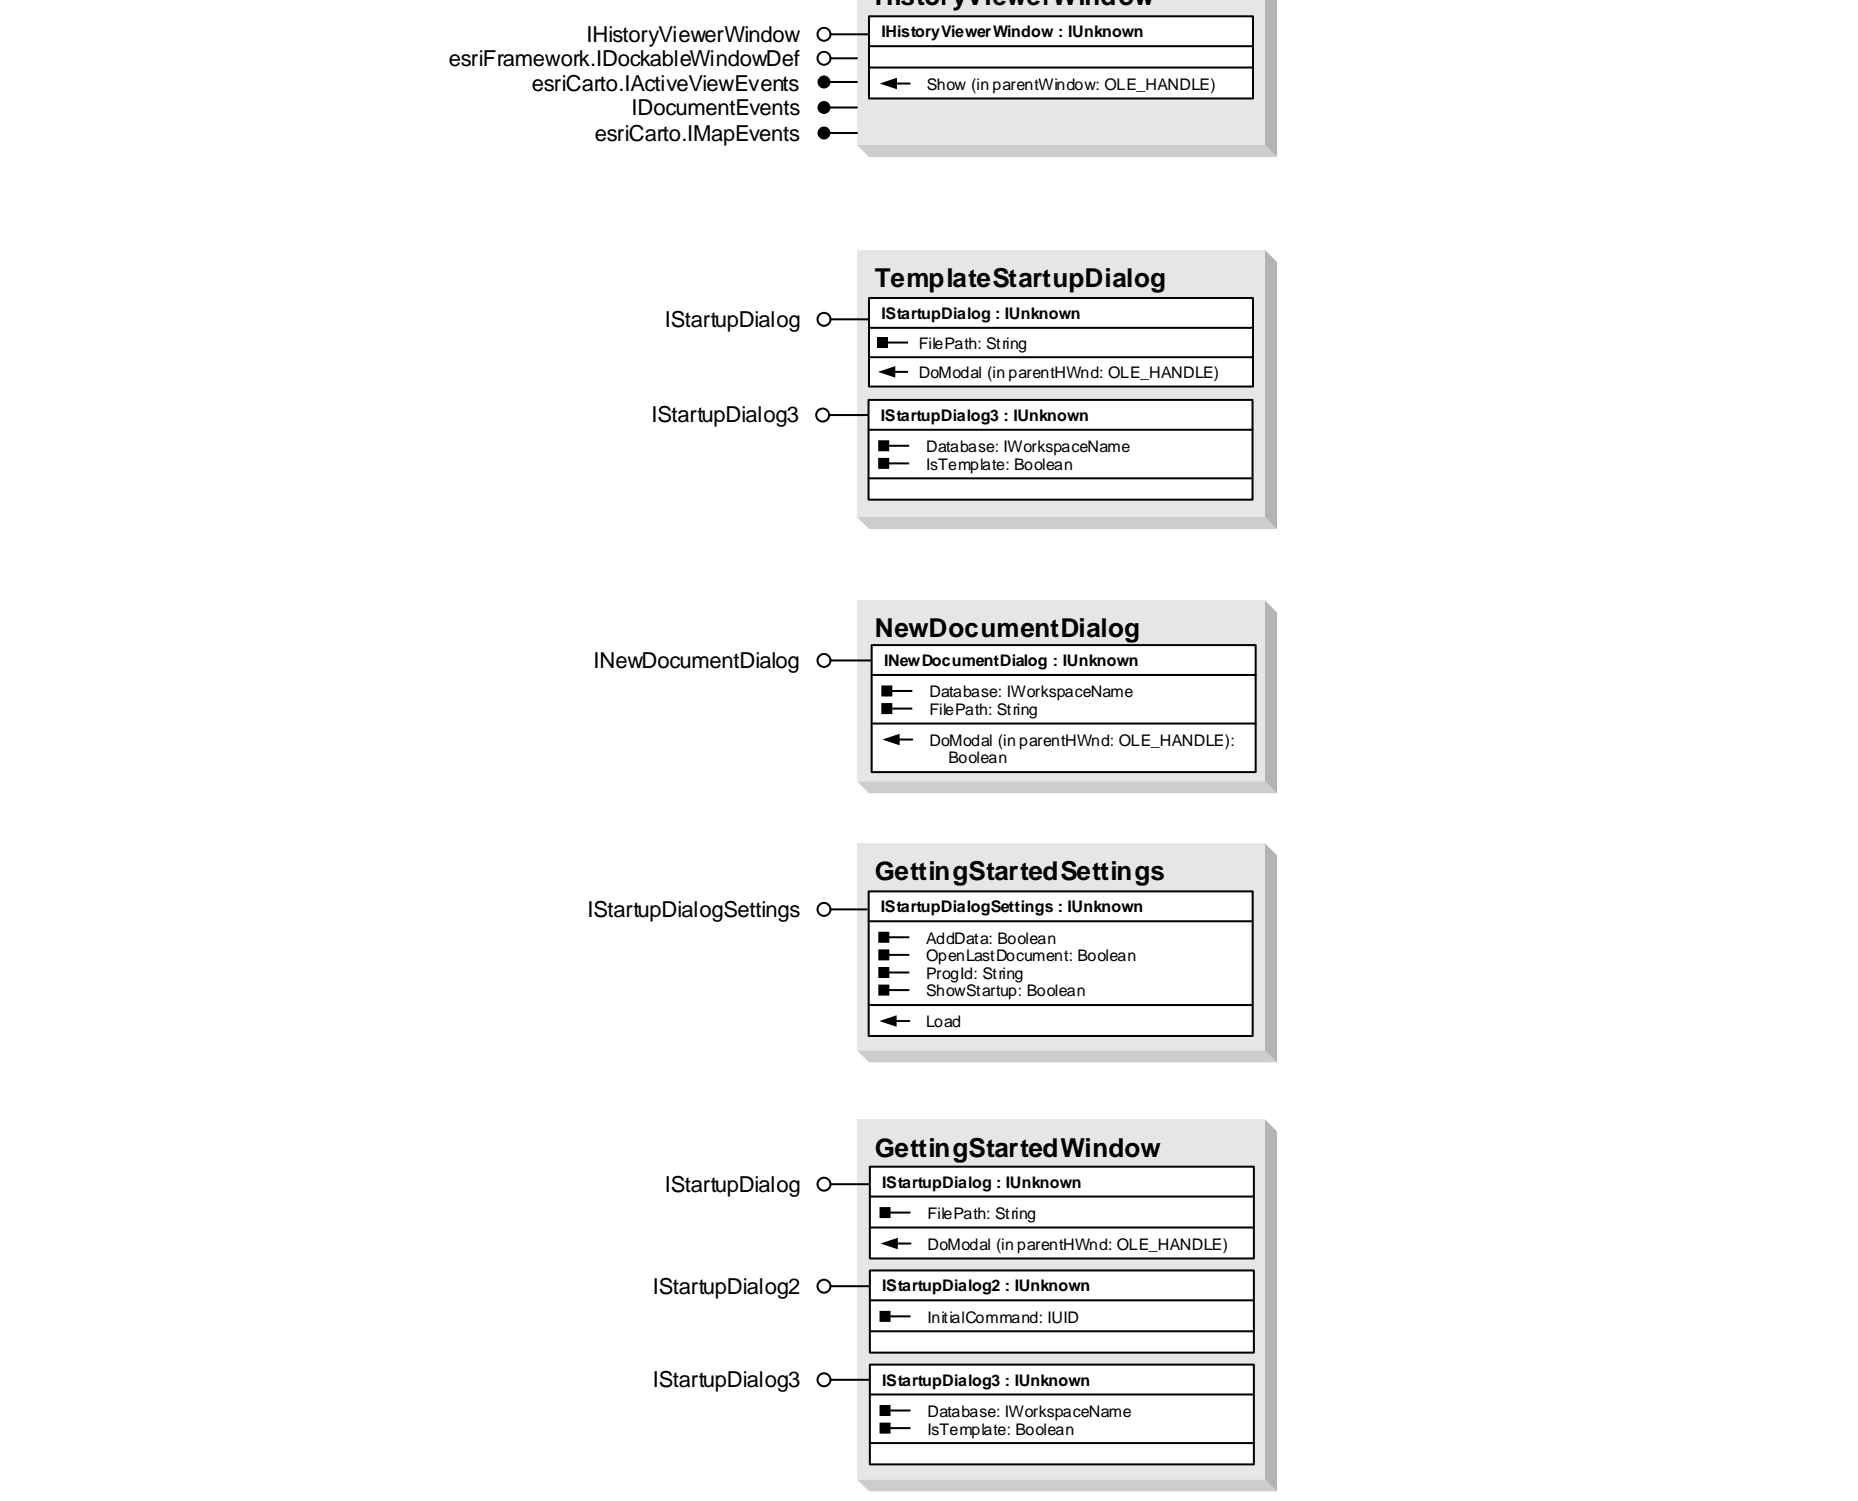 HistoryViewerWindow
IHistoryViewerWindow
IHistoryViewerWindow : IUnknown
esriFramework.IDockableWindowDef
esriCarto.IActiveViewEvents
Show (in parentWindow: OLE_HANDLE)
IDocumentEvents
esriCarto.IMapEvents
TemplateStartupDialog
IStartupDialog
IStartupDialog : IUnknown
FilePath: String
DoModal (in parentHWnd: OLE_HANDLE)
IStartupDialog3
IStartupDialog3 : IUnknown
Database: IWorkspaceName
IsTemplate: Boolean
NewDocumentDialog
INewDocumentDialog
INewDocumentDialog : IUnknown
Database: IWorkspaceName
FilePath: String
DoModal (in parentHWnd: OLE_HANDLE):
Boolean
GettingStartedSettings
IStartupDialogSettings
IStartupDialogSettings : IUnknown
AddData: Boolean
OpenLastDocument: Boolean
ProgId: String
ShowStartup: Boolean
Load
GettingStartedWindow
IStartupDialog
IStartupDialog : IUnknown
FilePath: String
DoModal (in parentHWnd: OLE_HANDLE)
IStartupDialog2
IStartupDialog2 : IUnknown
InitialCommand: IUID
IStartupDialog3
IStartupDialog3 : IUnknown
Database: IWorkspaceName
IsTemplate: Boolean